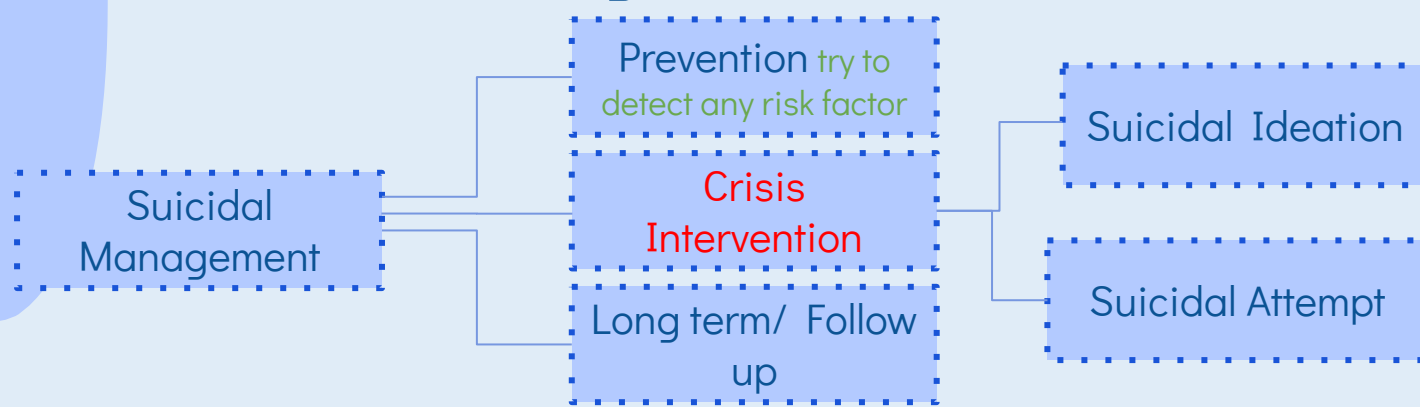 Suicidal
Management
Prevention try to
detect any risk factor
Crisis
Intervention
Long term/ Follow
up
Suicidal Ideation
Suicidal Attempt